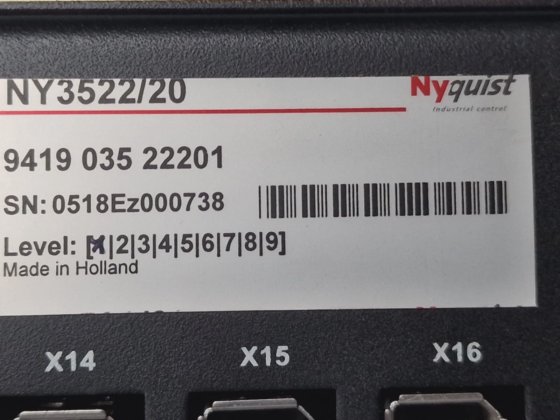 NY3522/20
Nyquist
Industrial control
9419 035 22201
SN: 0518Ez000738
Level: [1|2|3|4|5|6|7|8|9]
Made in Holland
X14
X15
X16